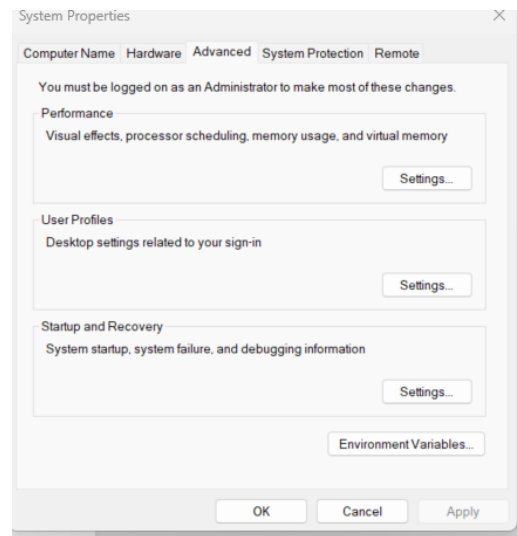 System Properties
Computer Name Hardware Advanced System Protection Remote
You must be logged on as an Administrator to make most of these changes.
Performance
Visual effects, processor scheduling, memory usage, and virtual memory
Settings...
User Profiles
Desktop settings related to your sign-in
Settings...
Startup and Recovery
System startup, system failure, and debugging information
Settings...
Environment Variables...
OK Cancel Apply